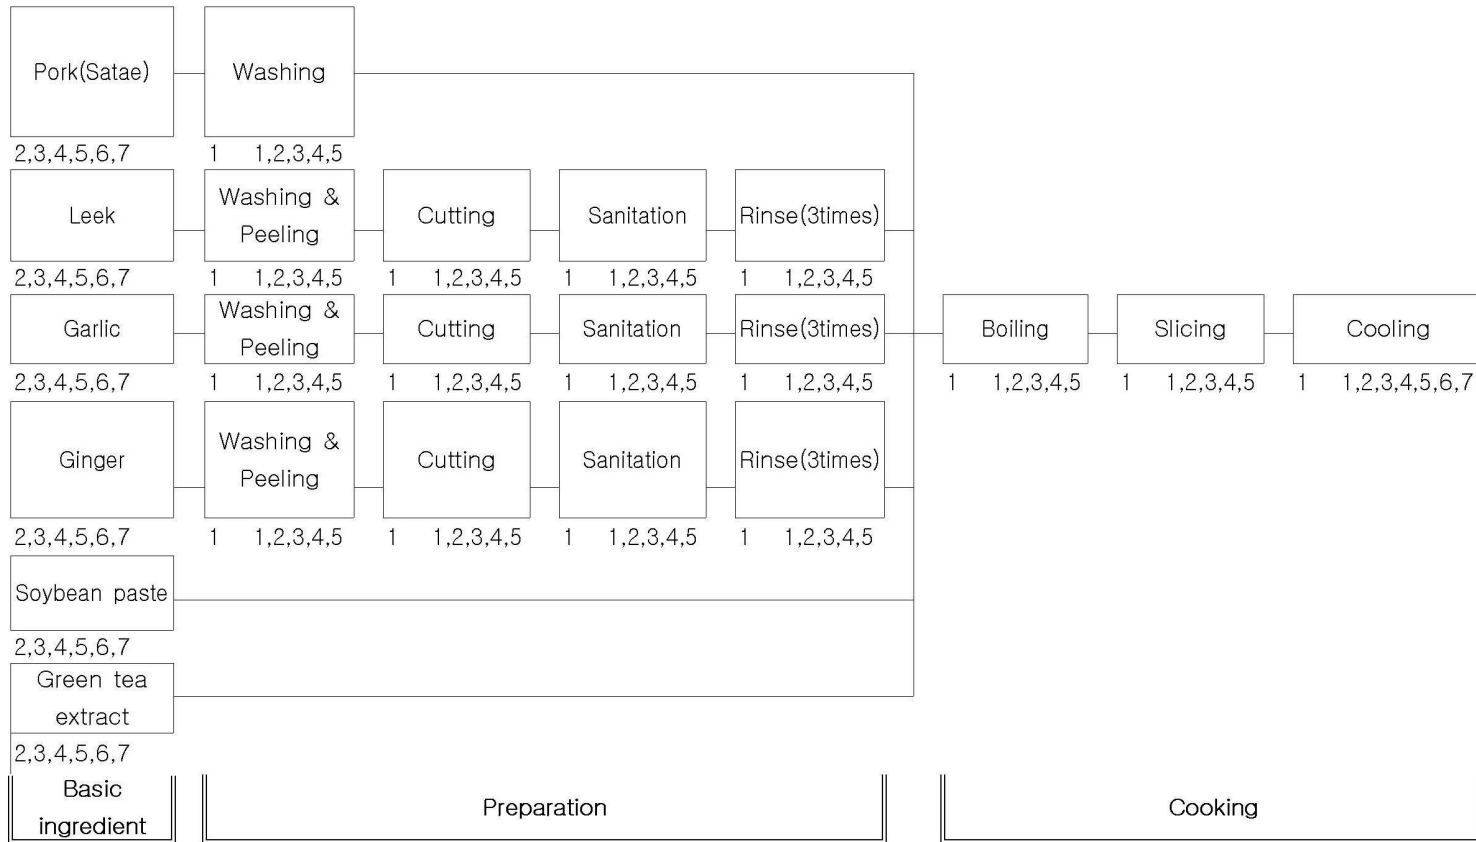 Pork(Satae)
Washing
2,3,4,5,6,7
1 1,2,3,4,5
Leek
Washing &
Peeling
Cutting
Sanitation
Rinse(3times)
2,3,4,5,6,7
1 1,2,3,4,5
1 1,2,3,4,5
1 1,2,3,4,5
1 1,2,3,4,5
Garlic
Washing &
Peeling
Cutting
Sanitation
Rinse(3times)
Boiling
Slicing
Cooling
2,3,4,5,6,7
1 1,2,3,4,5
1 1,2,3,4,5
1 1,2,3,4,5
1 1,2,3,4,5
1 1,2,3,4,5
1 1,2,3,4,5
1 1,2,3,4,5,6,7
Ginger
Washing &
Peeling
Cutting
Sanitation
Rinse(3times)
2,3,4,5,6,7
1 1,2,3,4,5
1 1,2,3,4,5
1 1,2,3,4,5
1 1,2,3,4,5
Soybean paste
2,3,4,5,6,7
Green tea
extract
2,3,4,5,6,7
Basic
ingredient
Preparation
Cooking